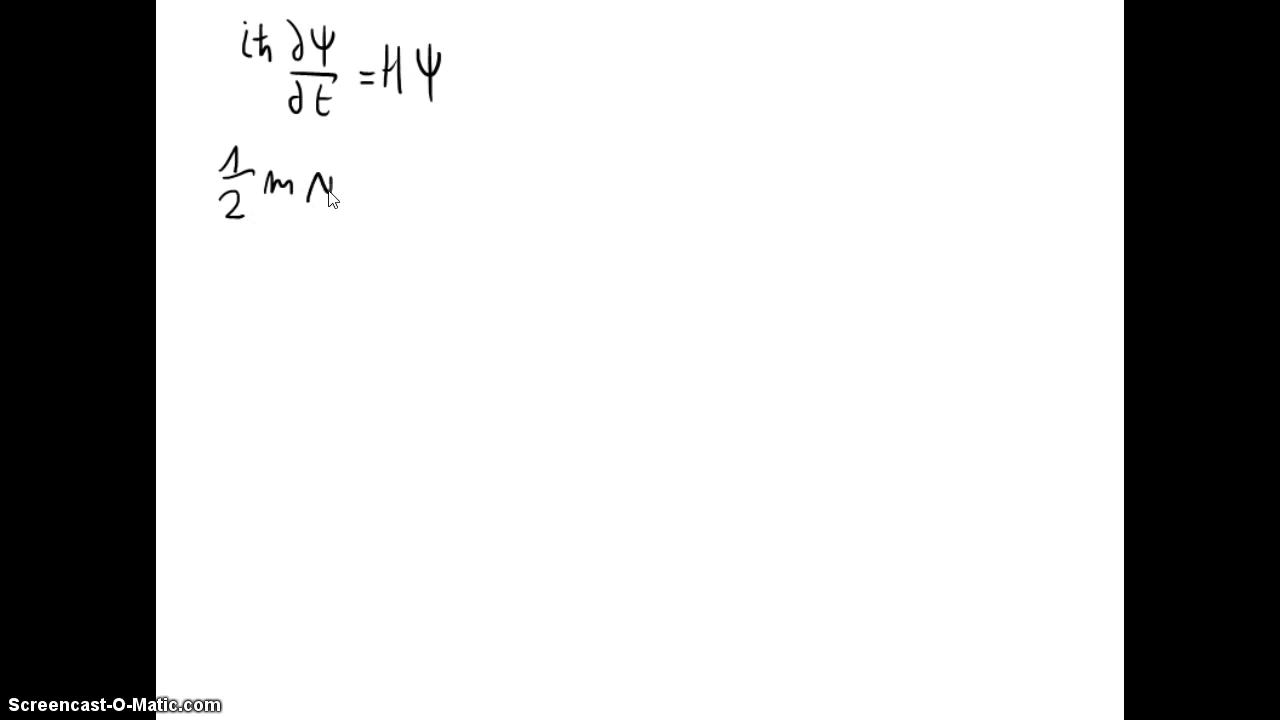 iħ ∂Ψ/∂t = HΨ
1/2 m
Screencast-O-Matic.com